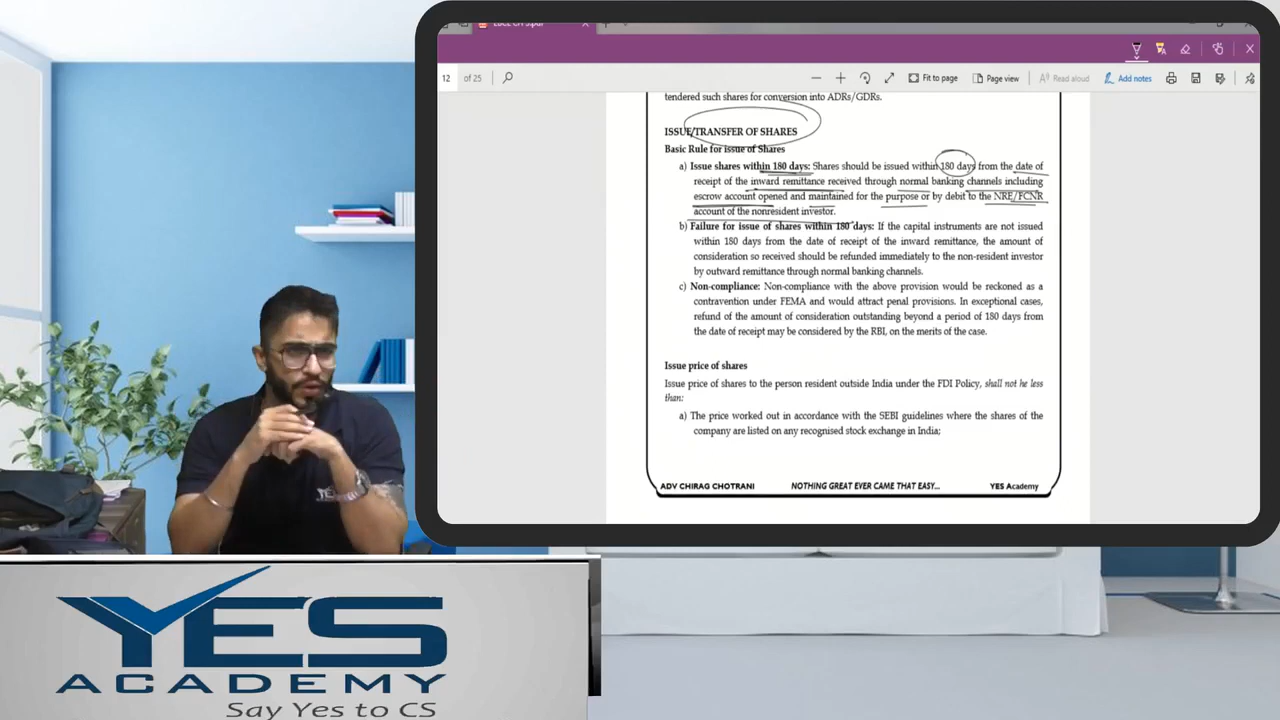 12 of 25
Fit to page
Page view
Read aloud
Add notes
tendered such shares for conversion into ADRs/GDRs.
ISSUE/TRANSFER OF SHARES
Basic Rule for issue of Shares
a) Issue shares within 180 days: Shares should be issued within 180 days from the date of
receipt of the inward remittance received through normal banking channels including
escrow account opened and maintained for the purpose or by debit to the NRE/FCNR
account of the nonresident investor.
b) Failure for issue of shares within 180 days: If the capital instruments are not issued
within 180 days from the date of receipt of the inward remittance, the amount of
consideration so received should be refunded immediately to the non-resident investor
by outward remittance through normal banking channels.
c) Non-compliance: Non-compliance with the above provision would be reckoned as a
contravention under FEMA and would attract penal provisions. In exceptional cases,
refund of the amount of consideration outstanding beyond a period of 180 days from
the date of receipt may be considered by the RBI, on the merits of the case.
Issue price of shares
Issue price of shares to the person resident outside India under the FDI Policy, shall not he less
than:
a) The price worked out in accordance with the SEBI guidelines where the shares of the
company are listed on any recognised stock exchange in India;
ADV CHIRAG CHOTRANI NOTHING GREAT EVER CAME THAT EASY... YES Academy
YES
ACADEMY
Say Yes to CS